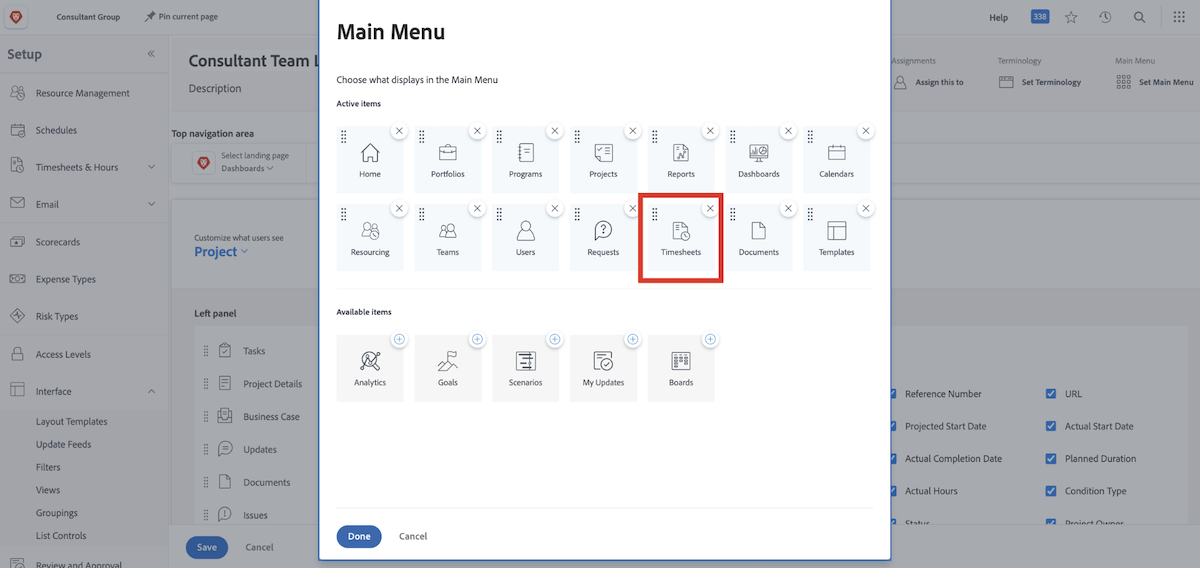 Consultant Group
Pin current page
Help
338
Setup
Resource Management
Schedules
Timesheets & Hours
Email
Scorecards
Expense Types
Risk Types
Access Levels
Interface
Layout Templates
Update Feeds
Filters
Views
Groupings
List Controls
Review and Approval
Consultant Team L
Description
Top navigation area
Select landing page
Dashboards
Customize what users see
Project
Left panel
Tasks
Project Details
Business Case
Updates
Documents
Issues
Save
Cancel
Main Menu
Choose what displays in the Main Menu
Active items
Home
Portfolios
Programs
Projects
Reports
Dashboards
Calendars
Resourcing
Teams
Users
Requests
Timesheets
Documents
Templates
Available items
Analytics
Goals
Scenarios
My Updates
Boards
Done
Cancel
Assignments
Terminology
Main Menu
Assign this to
Set Terminology
Set Main Menu
Reference Number
URL
Projected Start Date
Actual Start Date
Actual Completion Date
Planned Duration
Actual Hours
Condition Type
Status
Project Owner